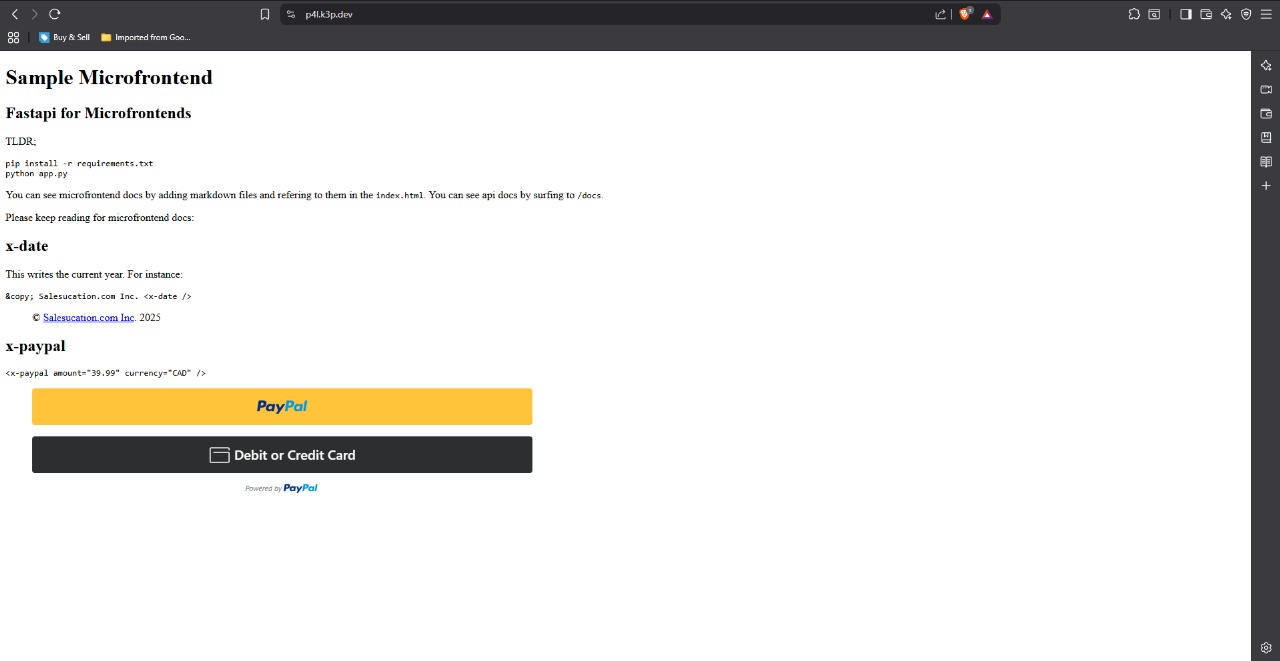 p4l.k3p.dev
1
Buy & Sell
Imported from Goo...
Sample Microfrontend
Fastapi for Microfrontends
TLDR;
pip install -r requirements.txt
python app.py
You can see microfrontend docs by adding markdown files and refering to them in the index.html. You can see api docs by surfing to /docs.
Please keep reading for microfrontend docs:
x-date
This writes the current year. For instance:
&copy; Salesucation.com Inc. <x-date />
© Salesucation.com Inc. 2025
x-paypal
<x-paypal amount="39.99" currency="CAD" />
PayPal
Debit or Credit Card
Powered by PayPal